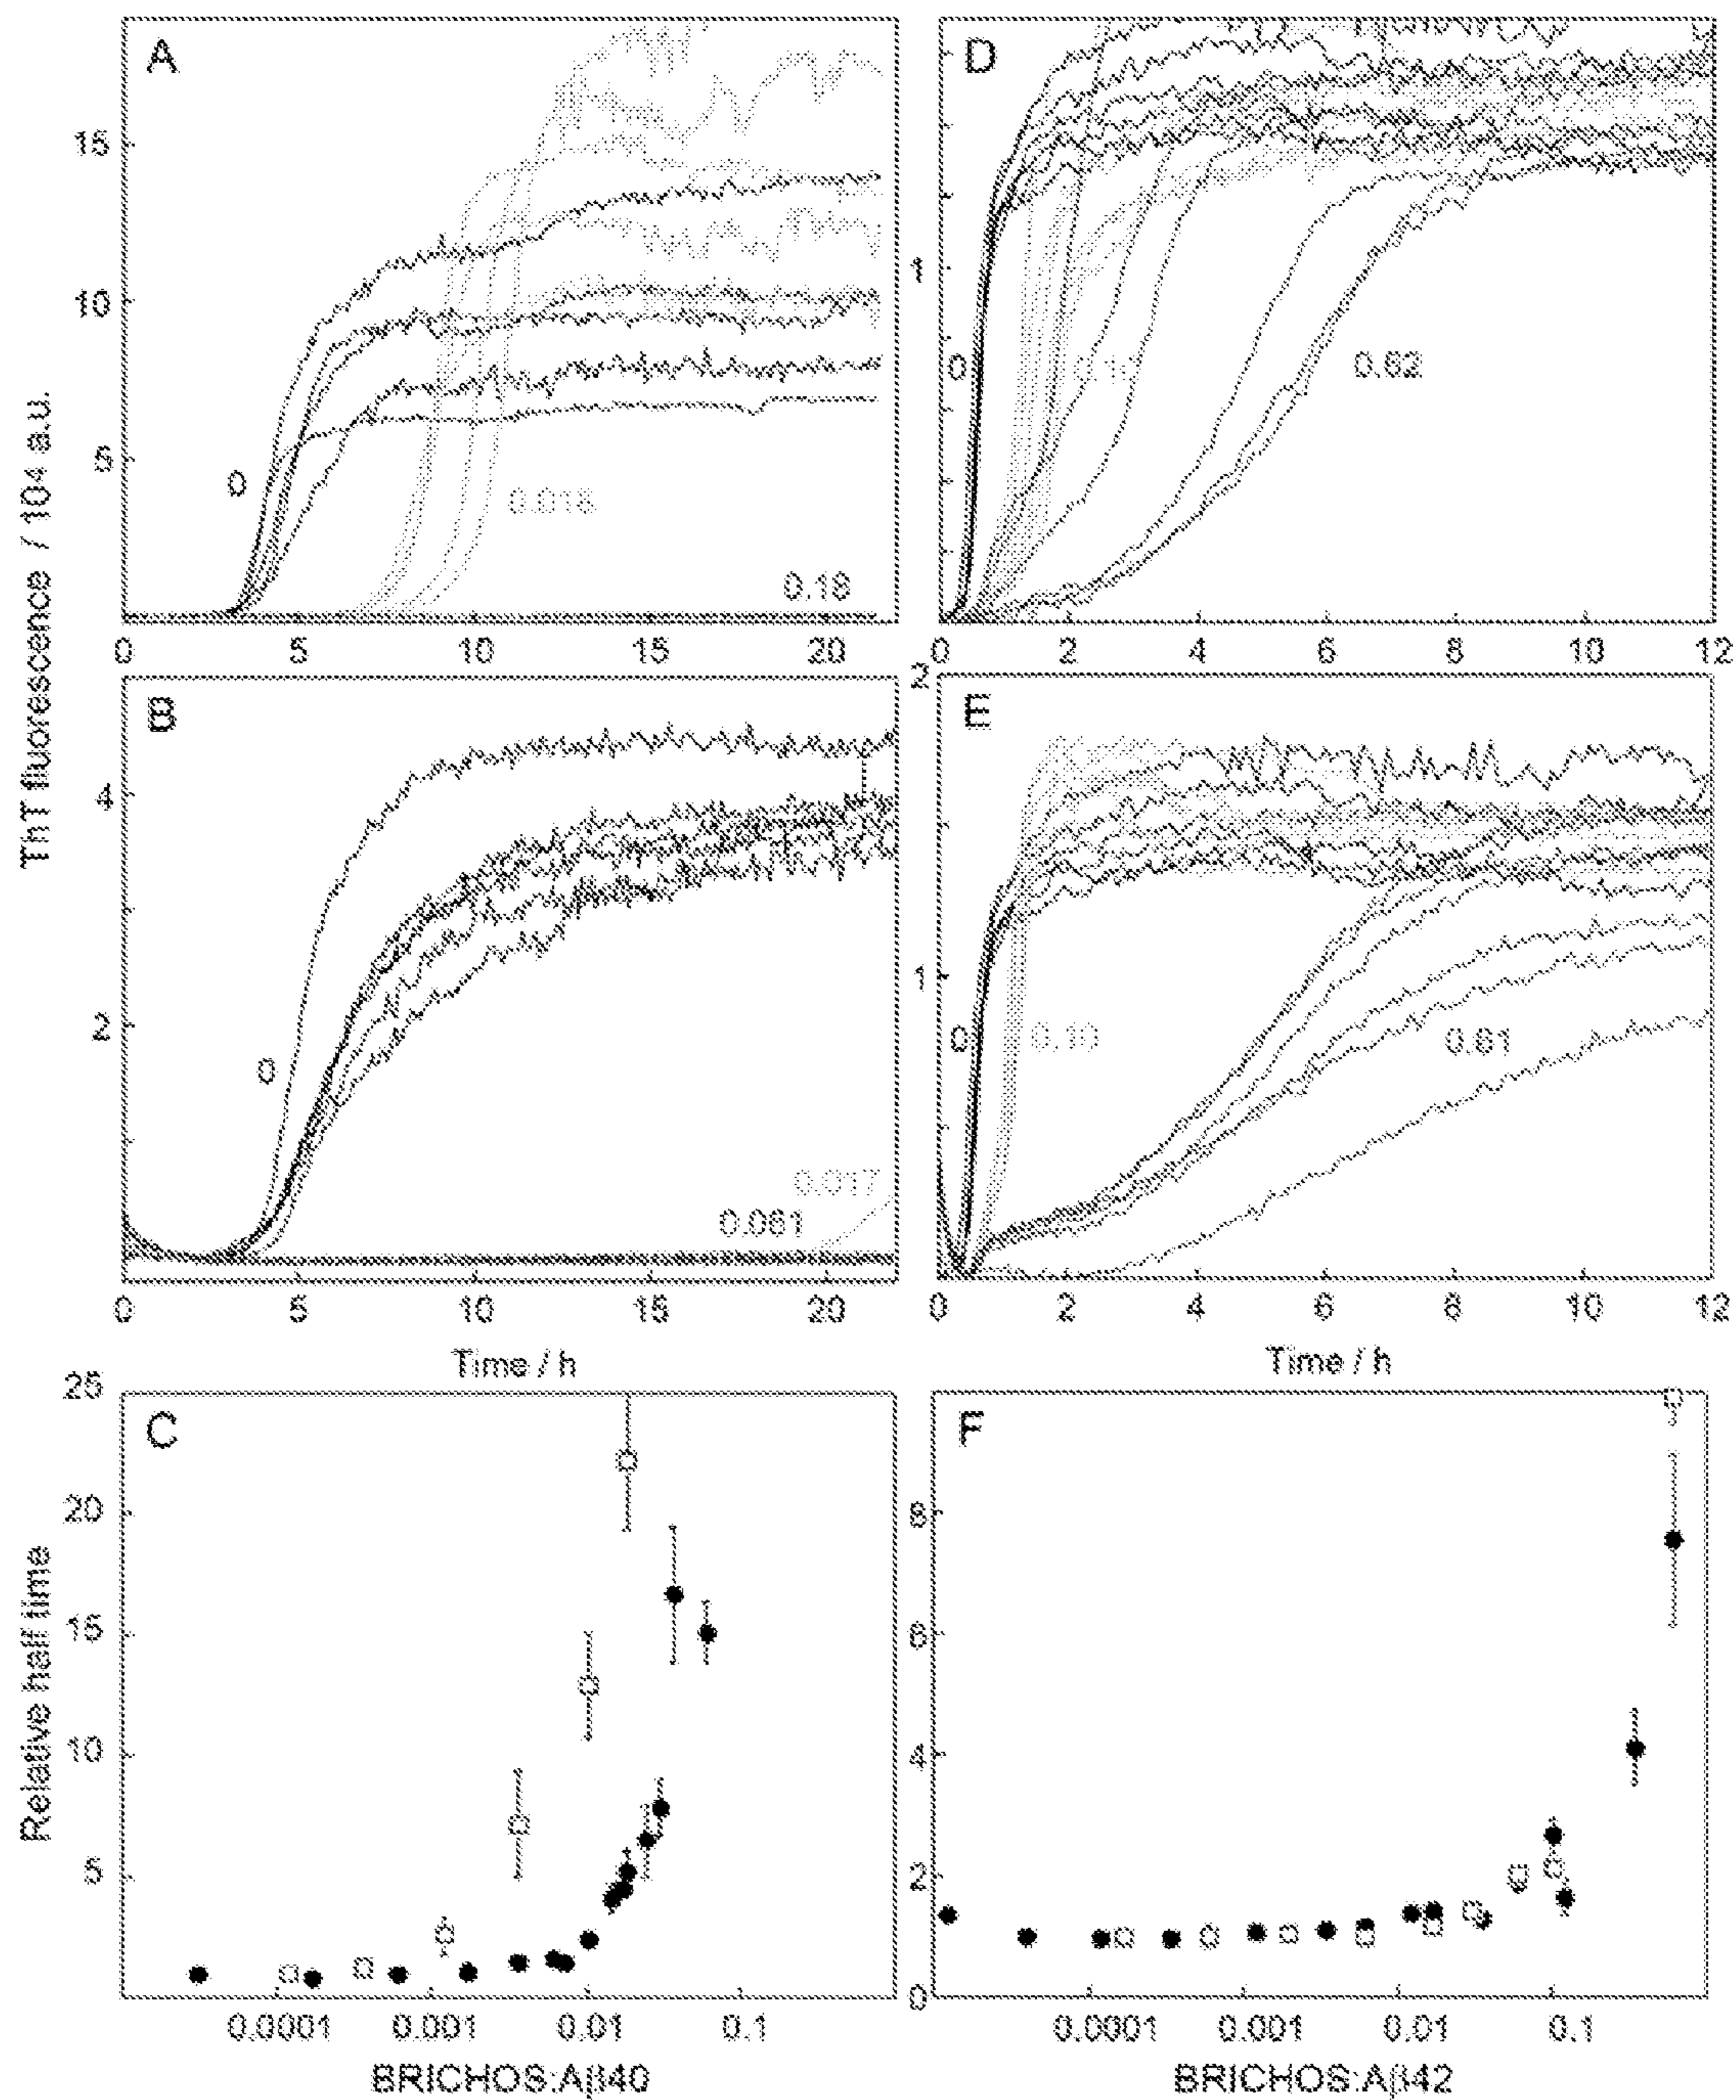 ThT fluorescence / 104 a.u.
A
15
10
5
0
0.018
0.18
0 5 10 15 20
D
1
0
0.62
0 2 4 6 8 10 12
B
4
2
0
0.017
0.061
0 5 10 15 20
Time / h
E
2
1
0
0.10
0.61
0 2 4 6 8 10 12
Time / h
Relative half time
C
25
20
15
10
5
0.0001 0.001 0.01 0.1
BRICHOS:Aβ40
F
8
6
4
2
0
0.0001 0.001 0.01 0.1
BRICHOS:Aβ42